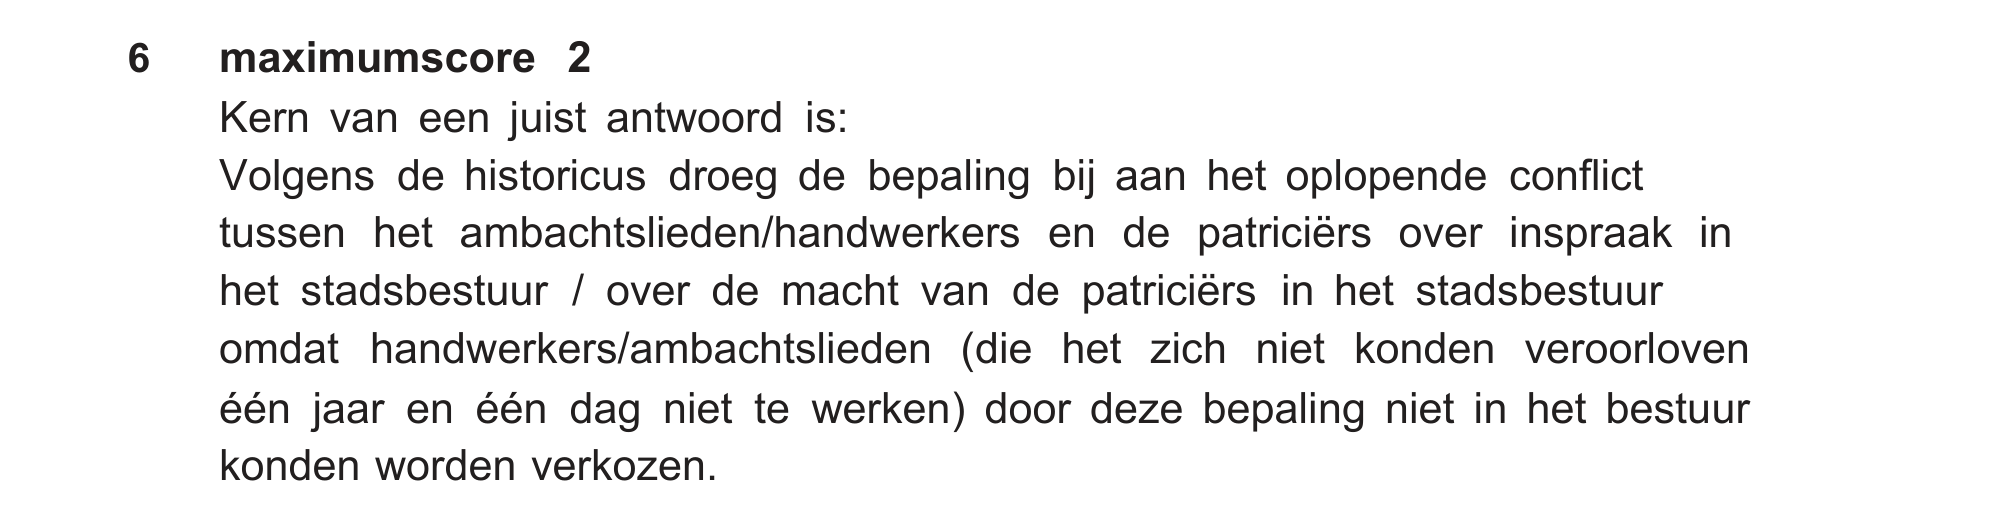 6 maximumscore 2
Kern van een juist antwoord is:
Volgens de historicus droeg de bepaling bij aan het oplopende conflict
tussen het ambachtslieden/handwerkers en de patriciërs over inspraak in
het stadsbestuur / over de macht van de patriciërs in het stadsbestuur
omdat handwerkers/ambachtslieden (die het zich niet konden veroorloven
één jaar en één dag niet te werken) door deze bepaling niet in het bestuur
konden worden verkozen.